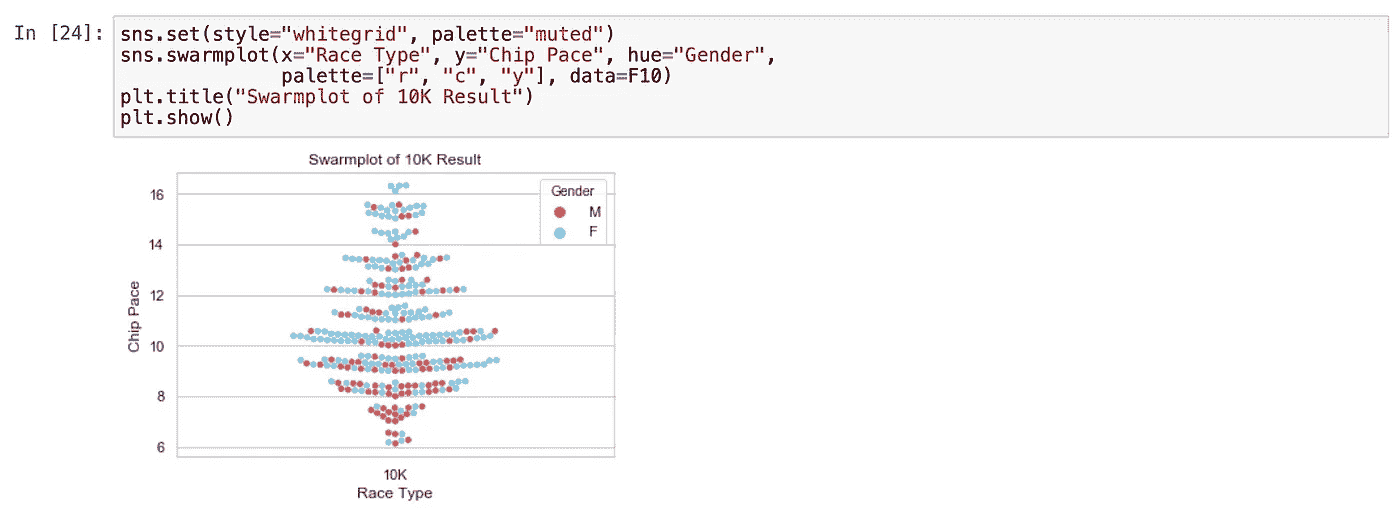 In [24]: sns.set(style="whitegrid", palette="muted")
sns.swarmplot(x="Race Type", y="Chip Pace", hue="Gender",
              palette=["r", "c", "y"], data=F10)
plt.title("Swarmplot of 10K Result")
plt.show()
Swarmplot of 10K Result
Gender
M
F
16
14
12
10
8
6
Chip Pace
10K
Race Type